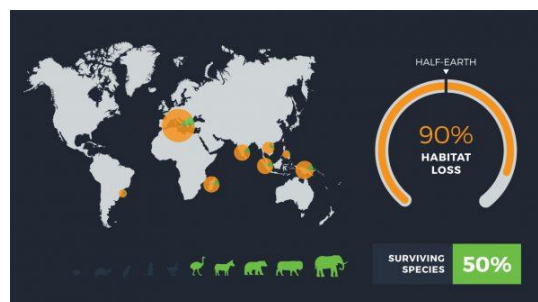 HALF-EARTH
90%
HABITAT
LOSS
SURVIVING
SPECIES
50%